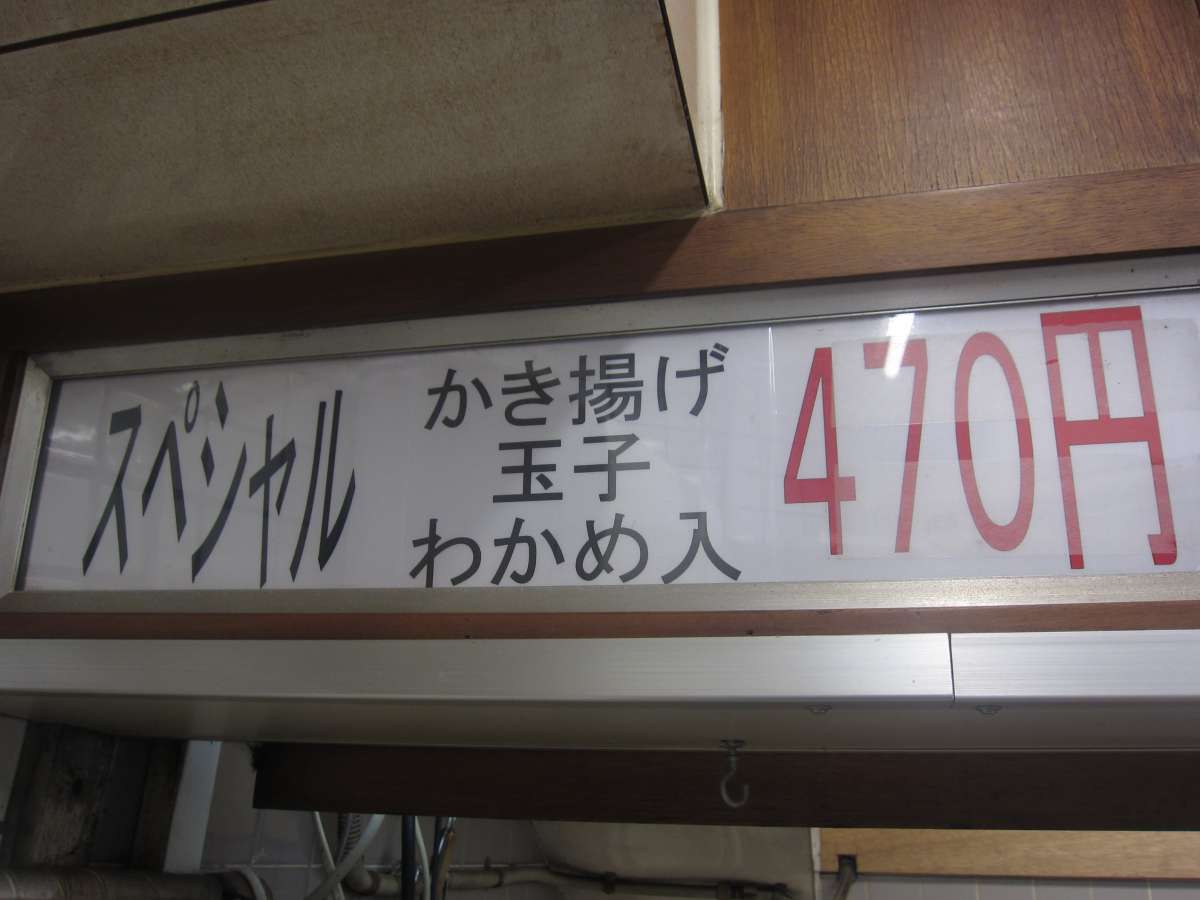 スペシャル
かき揚げ
玉子
わかめ入
470円